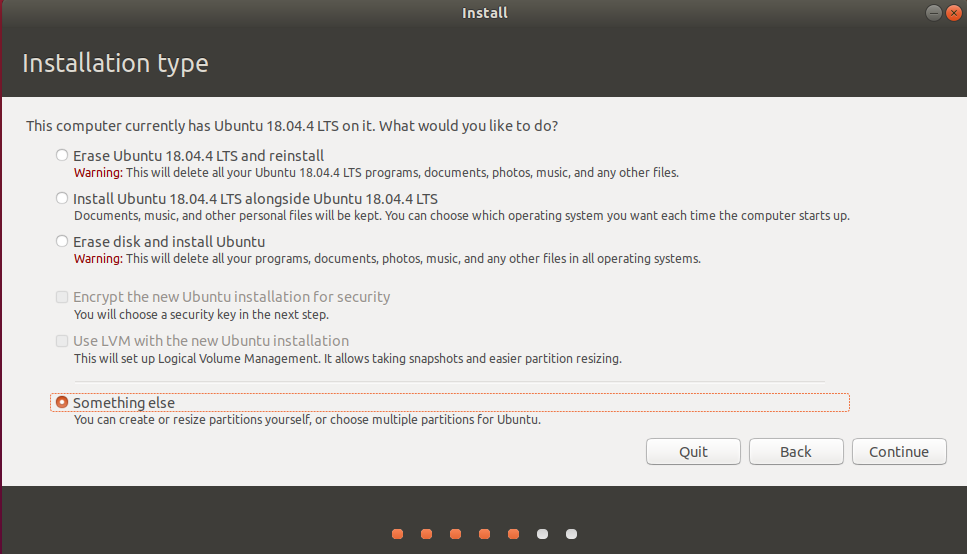 Install
Installation type
This computer currently has Ubuntu 18.04.4 LTS on it. What would you like to do?
Erase Ubuntu 18.04.4 LTS and reinstall
Warning: This will delete all your Ubuntu 18.04.4 LTS programs, documents, photos, music, and any other files.
Install Ubuntu 18.04.4 LTS alongside Ubuntu 18.04.4 LTS
Documents, music, and other personal files will be kept. You can choose which operating system you want each time the computer starts up.
Erase disk and install Ubuntu
Warning: This will delete all your programs, documents, photos, music, and any other files in all operating systems.
Encrypt the new Ubuntu installation for security
You will choose a security key in the next step.
Use LVM with the new Ubuntu installation
This will set up Logical Volume Management. It allows taking snapshots and easier partition resizing.
Something else
You can create or resize partitions yourself, or choose multiple partitions for Ubuntu.
Quit Back Continue